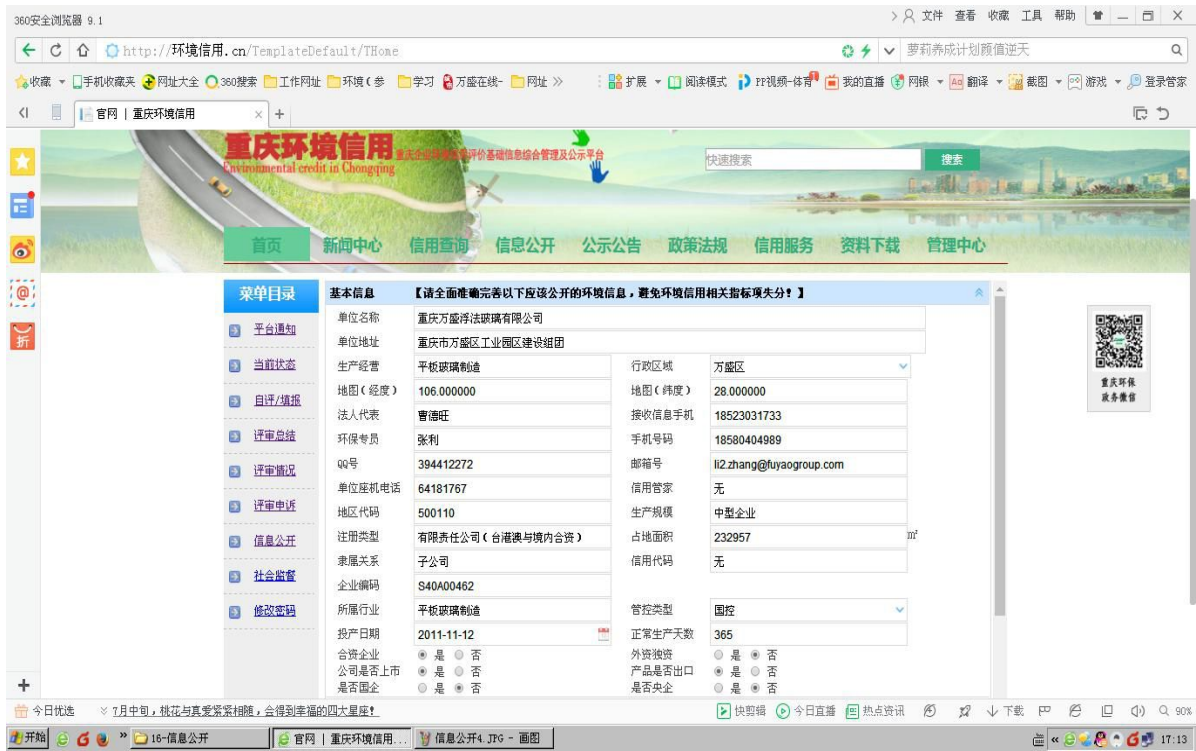 360安全浏览器 9.1
文件 查看 收藏 工具 帮助
http://环境信用.cn/TemplateDefault/THome
萝莉养成计划颜值逆天
收藏 手机收藏夹 网址大全 360搜索 工作网址 环境(参 学习 万盛在线- 网址 »
扩展 阅读模式 PP视频-体育 我的直播 网银 翻译 截图 游戏 登录管家
官网 | 重庆环境信用
重庆环境信用
Environmental credit in Chongqing
快速搜索 搜索
首页 新闻中心 信用查询 信息公开 公示公告 政策法规 信用服务 资料下载 管理中心
菜单目录
平台通知
当前状态
自评/填报
评审总结
评审情况
评审申诉
信息公开
社会监督
修改密码
基本信息 【请全面准确完善以下应该公开的环境信息，避免环境信用相关指标项失分！】
单位名称 重庆万盛浮法玻璃有限公司
单位地址 重庆市万盛区工业园区建设组团
生产经营 平板玻璃制造 行政区域 万盛区
地图(经度) 106.000000 地图(纬度) 28.000000
法人代表 曹德旺 接收信息手机 18523031733
环保专员 张利 手机号码 18580404989
QQ号 394412272 邮箱号 li2.zhang@fuyaogroup.com
单位座机电话 64181767 信用管家 无
地区代码 500110 生产规模 中型企业
注册类型 有限责任公司(台港澳与境内合资) 占地面积 232957 m²
隶属关系 子公司 信用代码 无
企业编码 S40A00462
所属行业 平板玻璃制造 管控类型 国控
投产日期 2011-11-12 正常生产天数 365
合资企业 是 否 外资独资 是 否
公司是否上市 是 否 产品是否出口 是 否
是否国企 是 否 是否央企 是 否
重庆环保
政务微信
今日优选 7月中旬，桃花与真爱紧紧相随，会得到幸福的四大星座！
快剪辑 今日直播 热点资讯 下载 90%
开始 » 16-信息公开 官网 | 重庆环境信用... 信息公开4.JPG - 画图 « 17:13